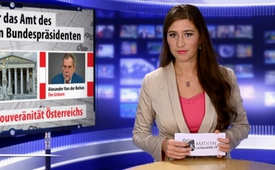 r das Amt des
n Bundespräsidenten
Alexander Van der Bellen
Die Grünen
ouveränität Österreichs
MEDIEN